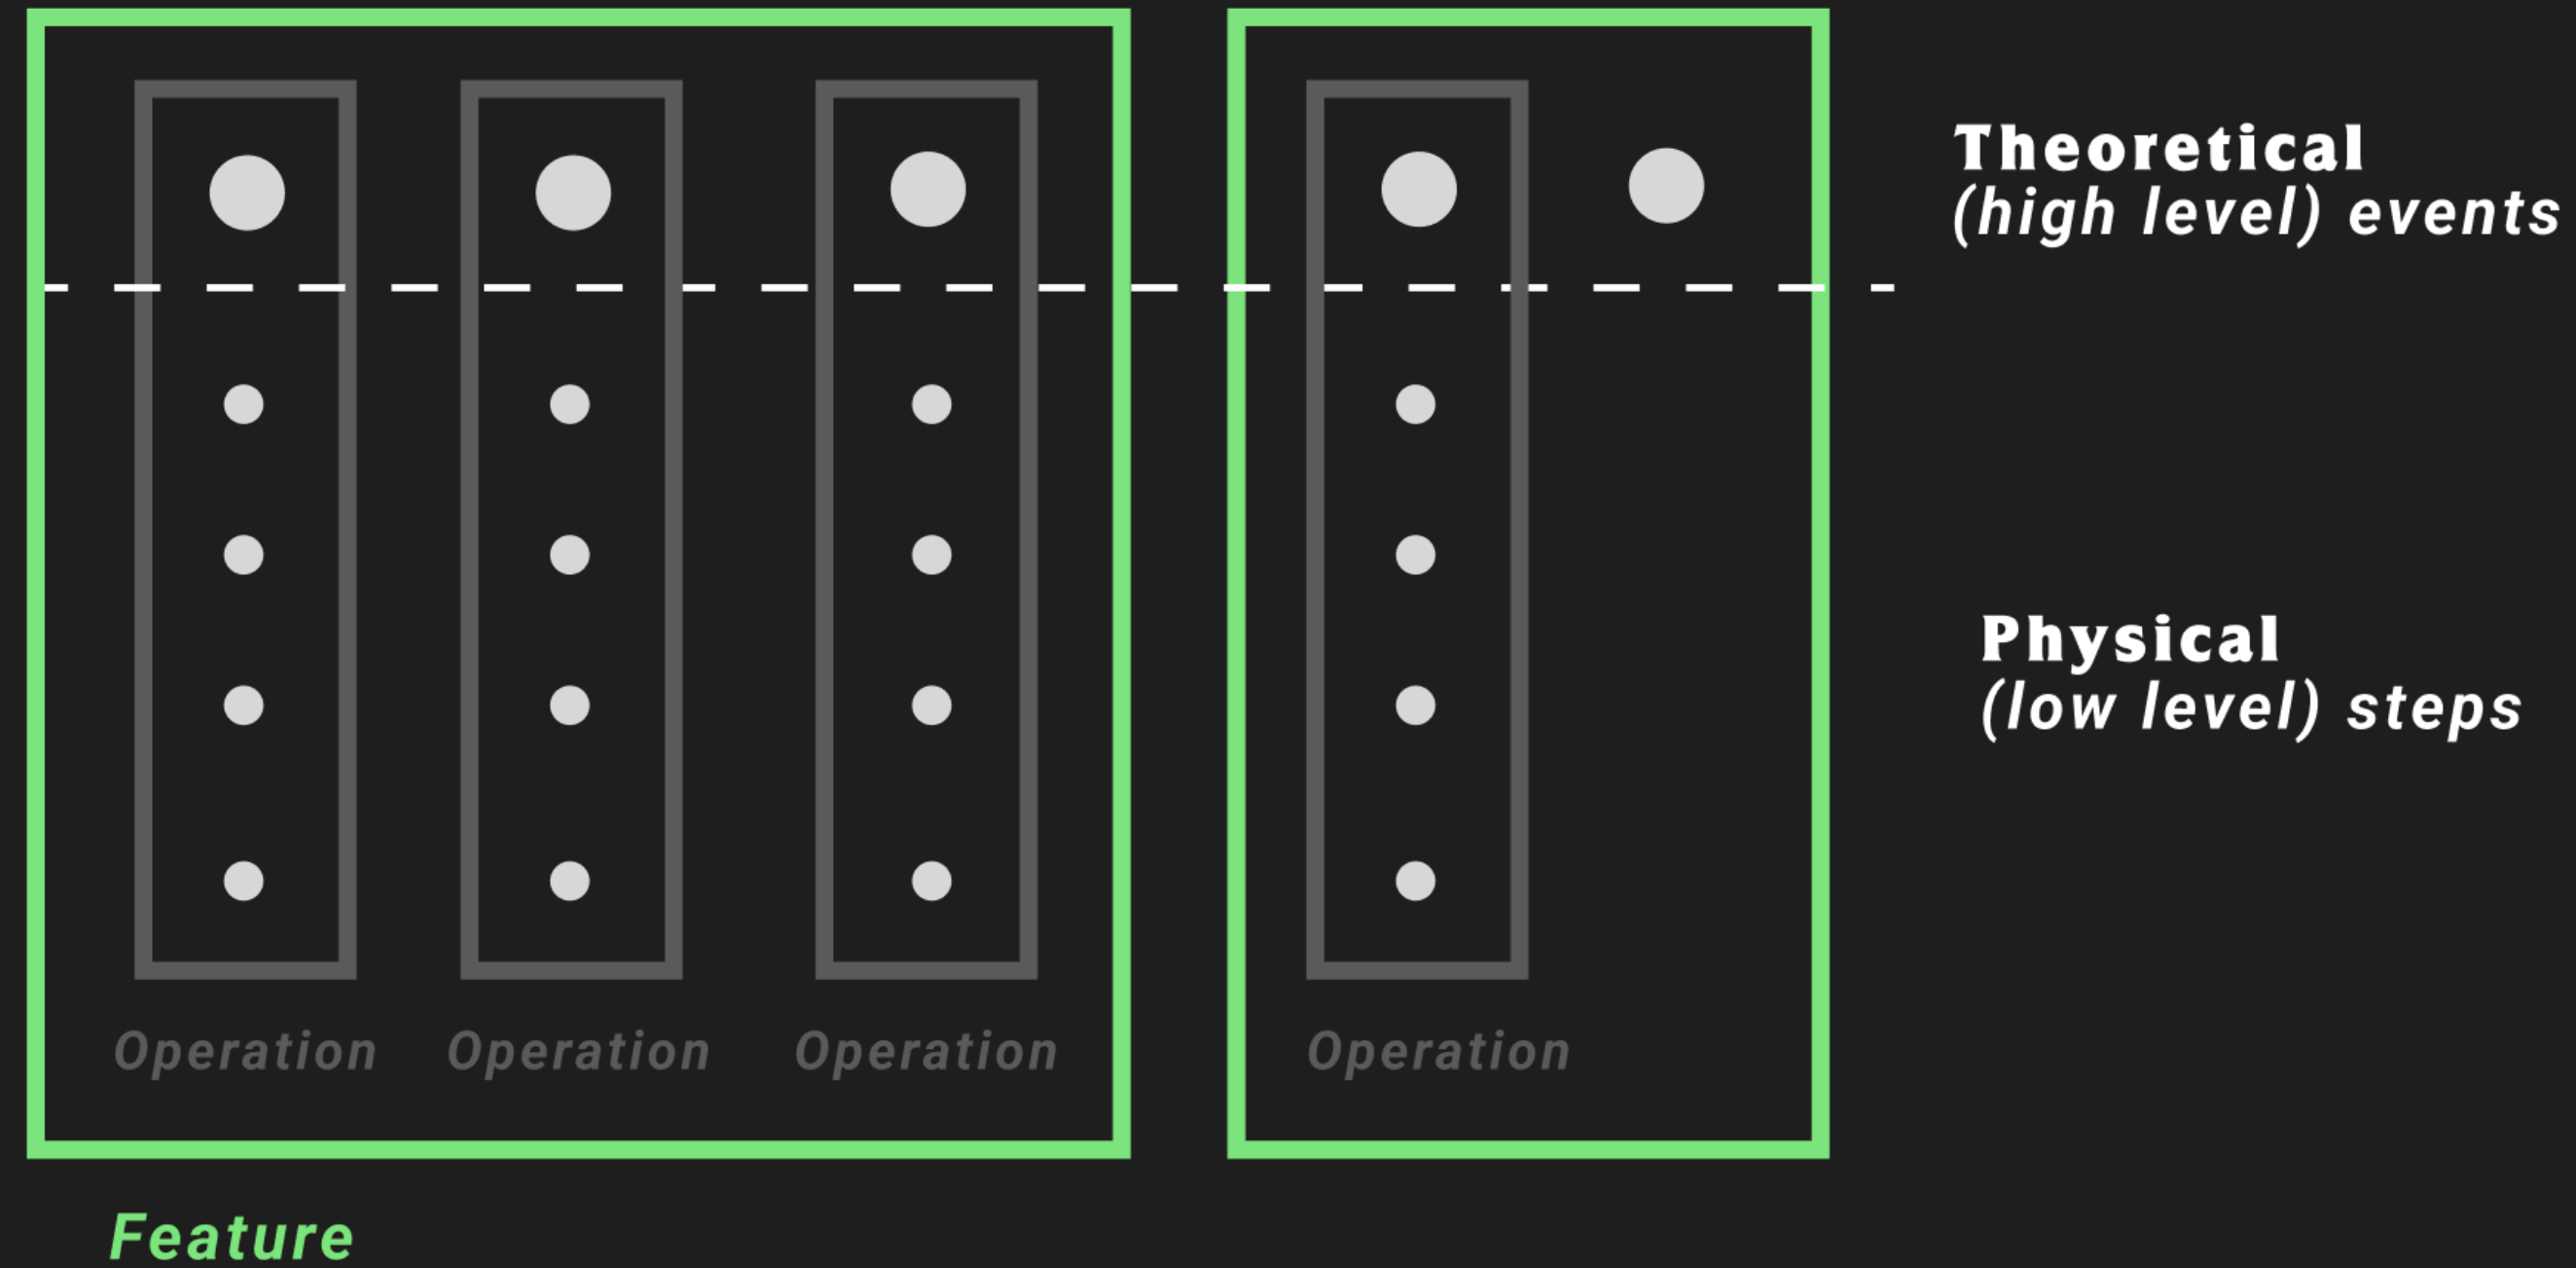 Theoretical
(high level) events
Physical
(low level) steps
Operation
Operation
Operation
Operation
Feature